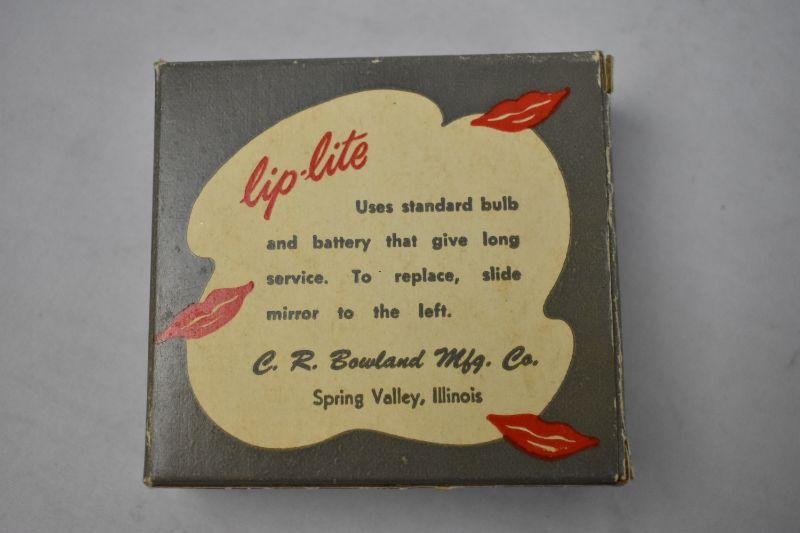 lip-lite
Uses standard bulb
and battery that give long
service. To replace, slide
mirror to the left.
C. R. Bowland Mfg. Co.
Spring Valley, Illinois